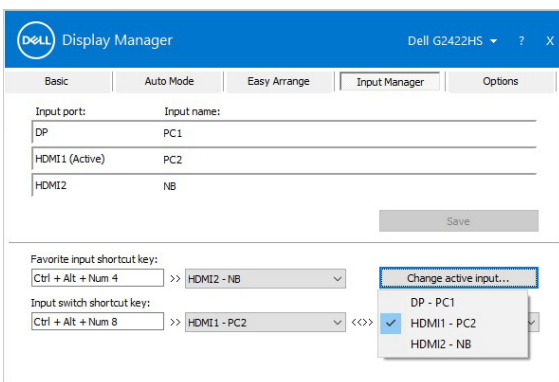 DELL Display Manager Dell G2422HS ? X
Basic Auto Mode Easy Arrange Input Manager Options
Input port: Input name:
DP PC1
HDMI1 (Active) PC2
HDMI2 NB
Save
Favorite input shortcut key:
Ctrl + Alt + Num 4 >> HDMI2 - NB Change active input...
Input switch shortcut key:
DP - PC1
Ctrl + Alt + Num 8 >> HDMI1 - PC2 <<>> HDMI1 - PC2
HDMI2 - NB